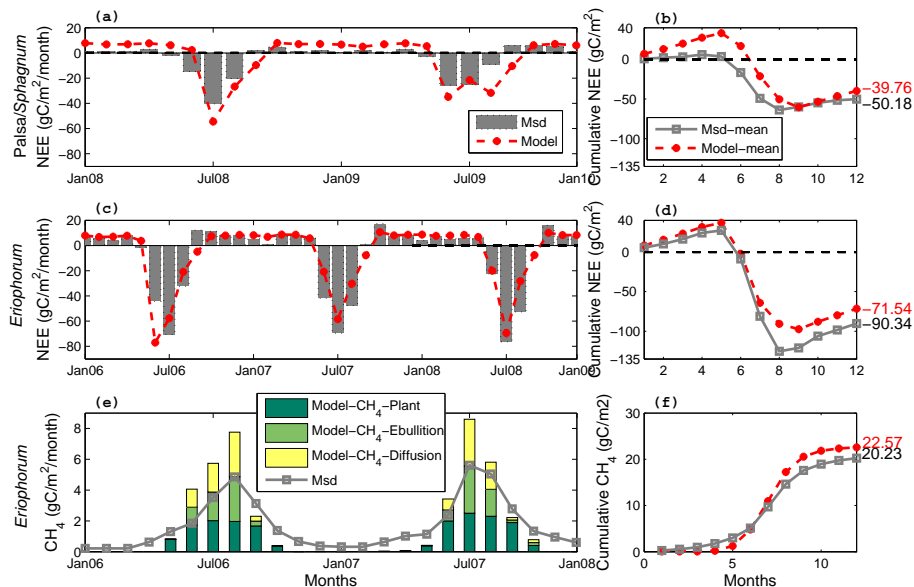 (a)
Palsa/Sphagnum
NEE (gC/m²/month)
20
0
−20
−40
−60
−80
Msd
Model
Jan08
Jul08
Jan09
Jul09
Jan10
(b)
Cumulative NEE (gC/m²)
40
0
−50
−100
−135
Msd−mean
Model−mean
−39.76
−50.18
2
4
6
8
10
12
(c)
Eriophorum
NEE (gC/m²/month)
20
0
−20
−40
−60
−80
Jan06
Jul06
Jan07
Jul07
Jan08
Jul08
Jan09
(d)
Cumulative NEE (gC/m²)
40
0
−50
−100
−135
−71.54
−90.34
2
4
6
8
10
12
(e)
Eriophorum
CH₄ (gC/m²/month)
8
6
4
2
0
Model−CH₄−Plant
Model−CH₄−Ebullition
Model−CH₄−Diffusion
Msd
Jan06
Jul06
Jan07
Jul07
Jan08
Months
(f)
Cumulative CH₄ (gC/m2)
30
20
10
0
22.57
20.23
0
5
10
Months